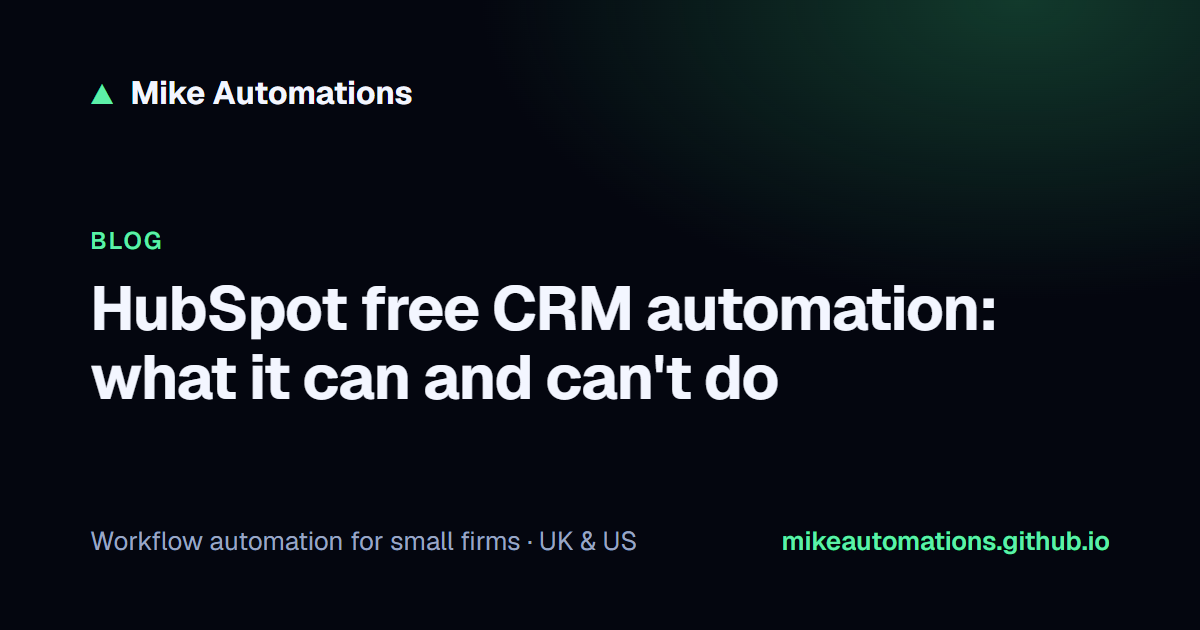 Mike Automations
BLOG
HubSpot free CRM automation:
what it can and can't do
Workflow automation for small firms · UK & US
mikeautomations.github.io